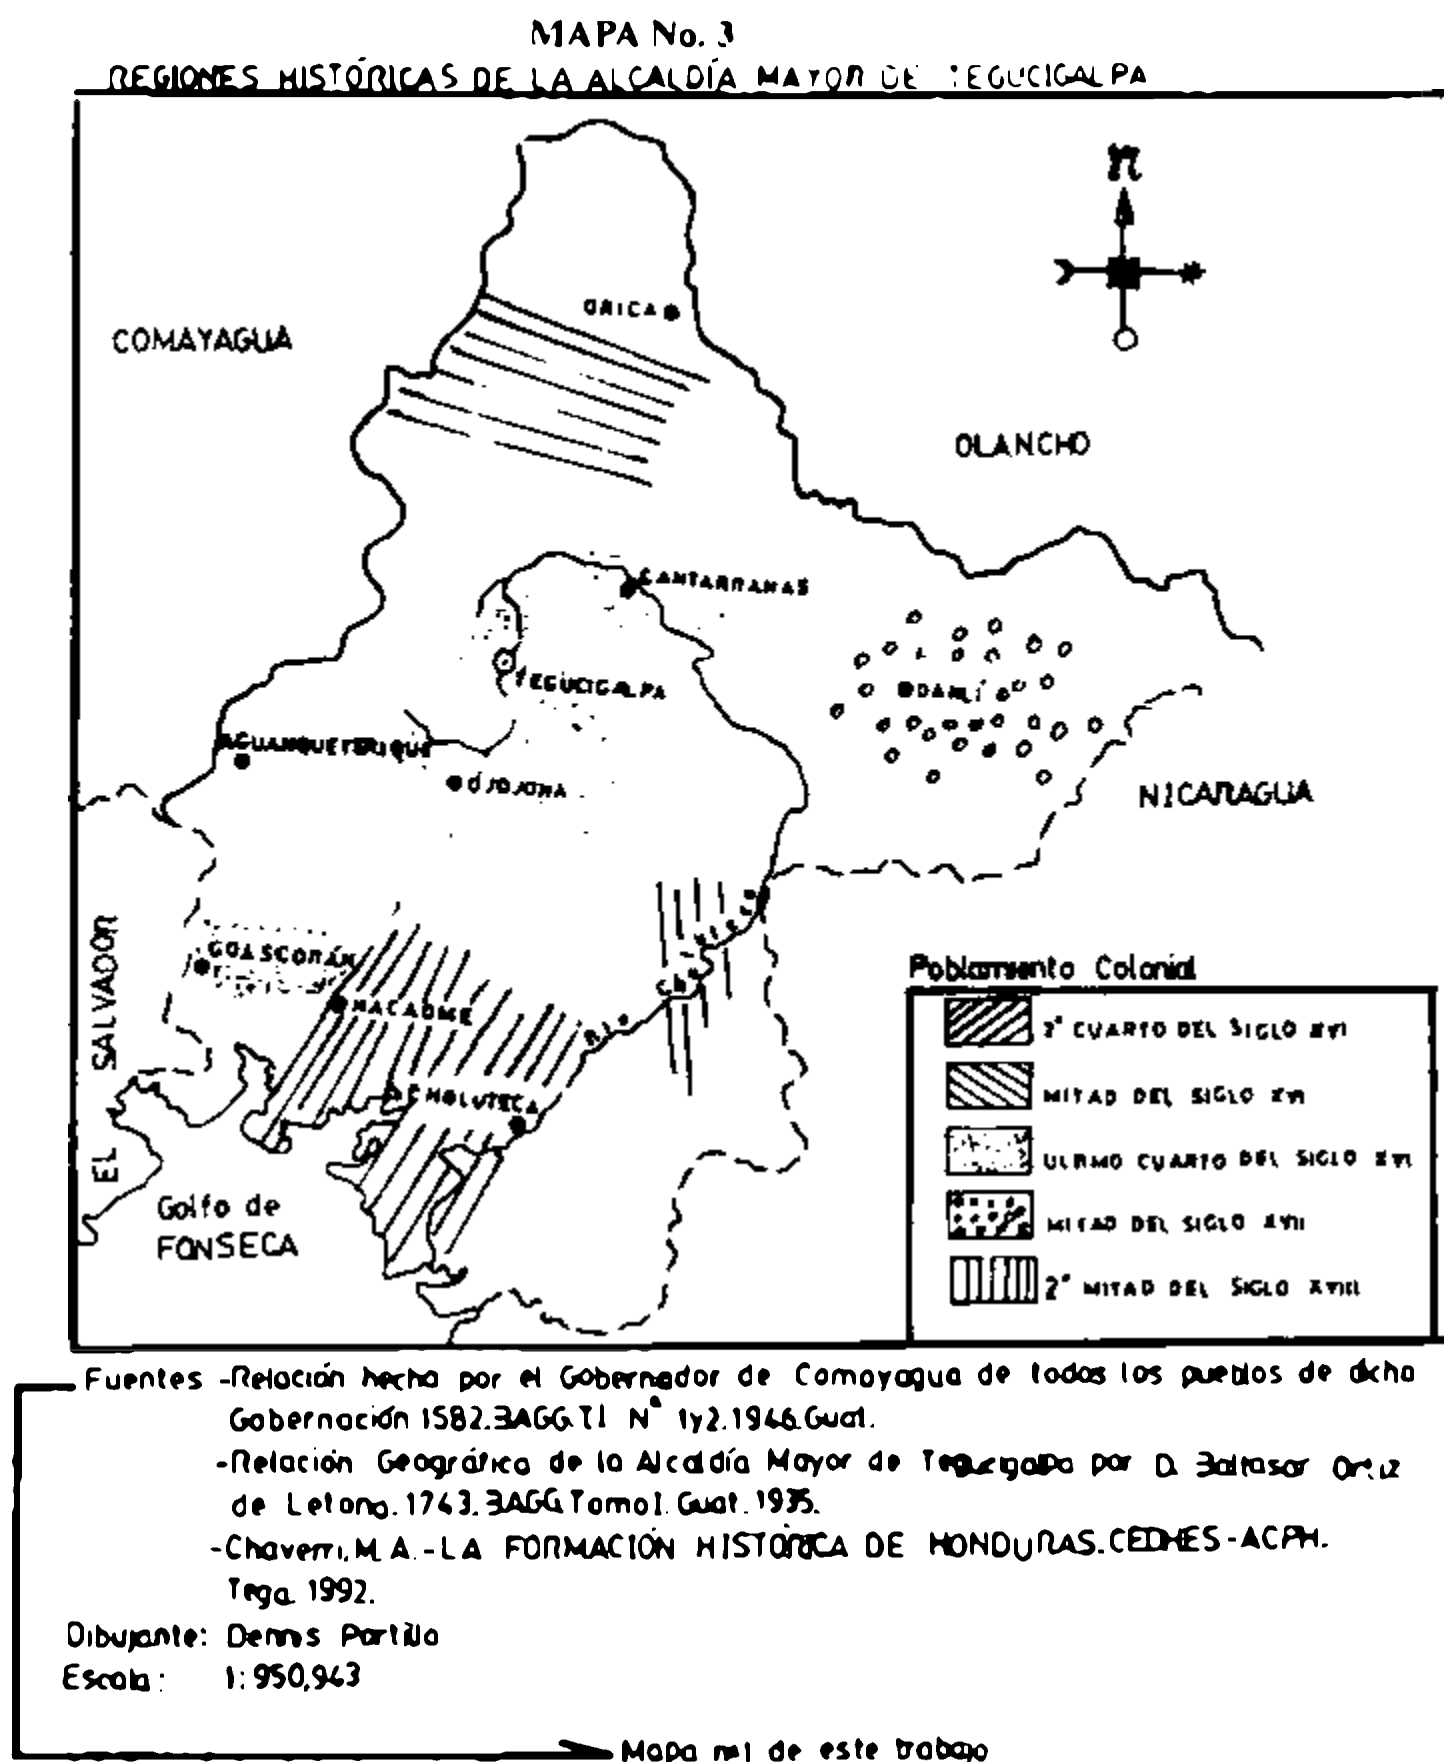 MAPA No. 3
REGIONES HISTÓRICAS DE LA ALCALDÍA MAYOR DE TEGUCIGALPA
N
ORICA
COMAYAGUA
OLANCHO
CANTARRANAS
TEGUCIGALPA
DANLÍ
AGUANQUETERIQUE
OJOJONA
NICARAGUA
EL SALVADOR
GOASCORÁN
NACAOME
RIO CHOLUTECA
CHOLUTECA
Golfo de
FONSECA
Poblamiento Colonial
2° CUARTO DEL SIGLO XVI
MITAD DEL SIGLO XVI
ULTIMO CUARTO DEL SIGLO XVI
MITAD DEL SIGLO XVII
2° MITAD DEL SIGLO XVIII
Fuentes -Relación hecha por el Gobernador de Comayagua de todos los pueblos de dicha
Gobernación 1582.BAGG.TI N° 1y2.1946.Guat.
-Relación Geográfica de la Alcaldía Mayor de Tegucigalpa por D. Baltasar Ortiz
de Letona. 1743. BAGG.Tomo I. Guat. 1935.
-Chaverri, M.A.-LA FORMACIÓN HISTÓRICA DE HONDURAS.CEDHES-ACPH.
Tega 1992.
Dibujante: Dennis Portillo
Escala: 1:950,943
Mapa nº1 de este trabajo